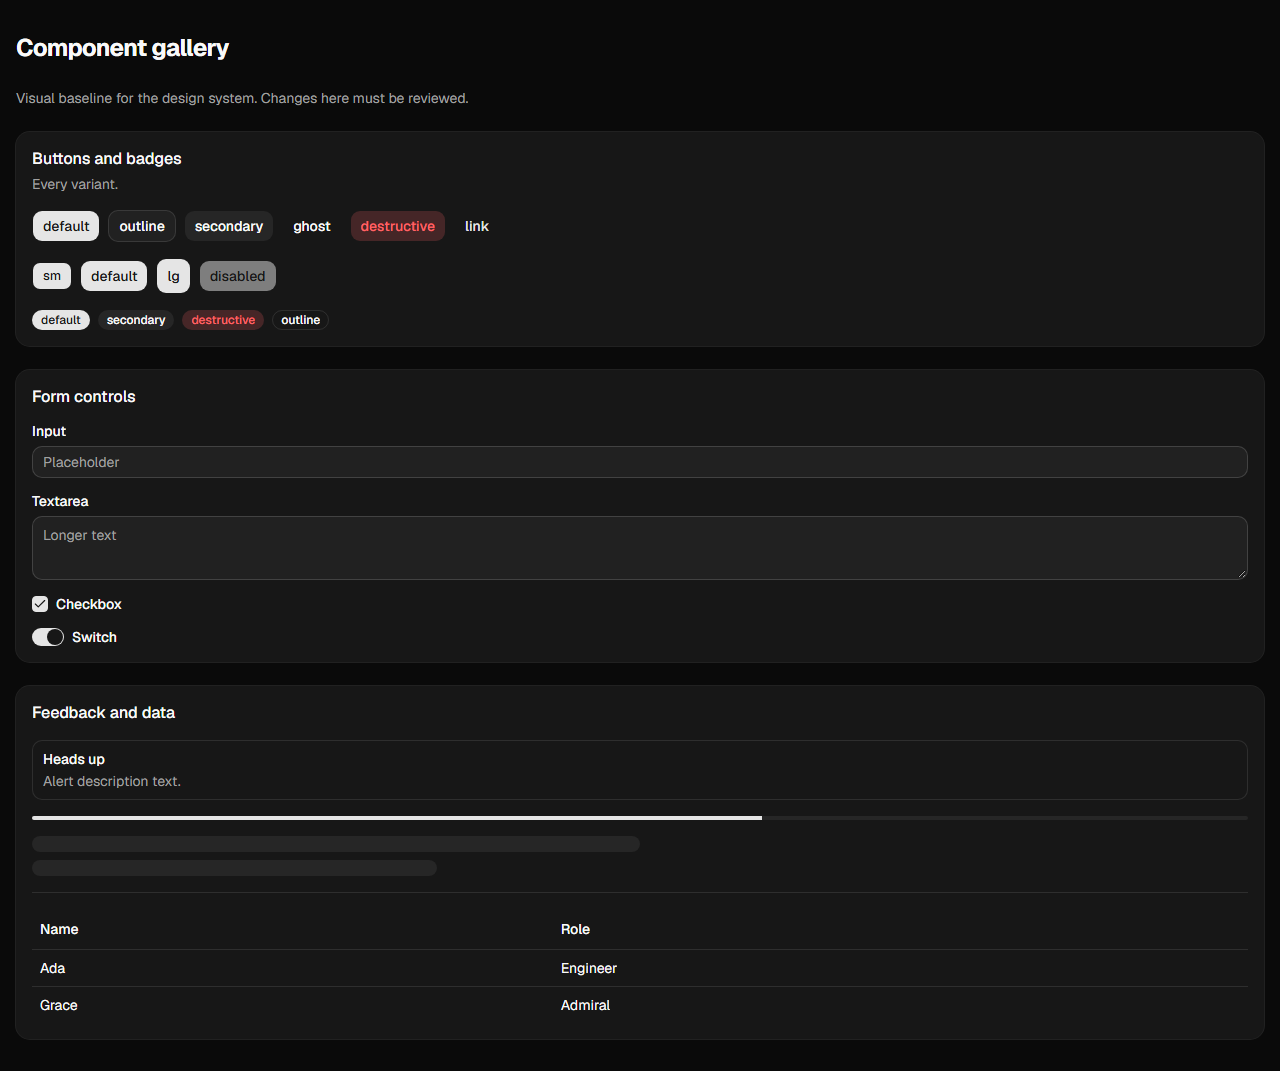 Component gallery
Visual baseline for the design system. Changes here must be reviewed.
Buttons and badges
Every variant.
default outline secondary ghost destructive link
sm default lg disabled
default secondary destructive outline
Form controls
Input
Placeholder
Textarea
Longer text
Checkbox
Switch
Feedback and data
Heads up
Alert description text.
Name Role
Ada Engineer
Grace Admiral